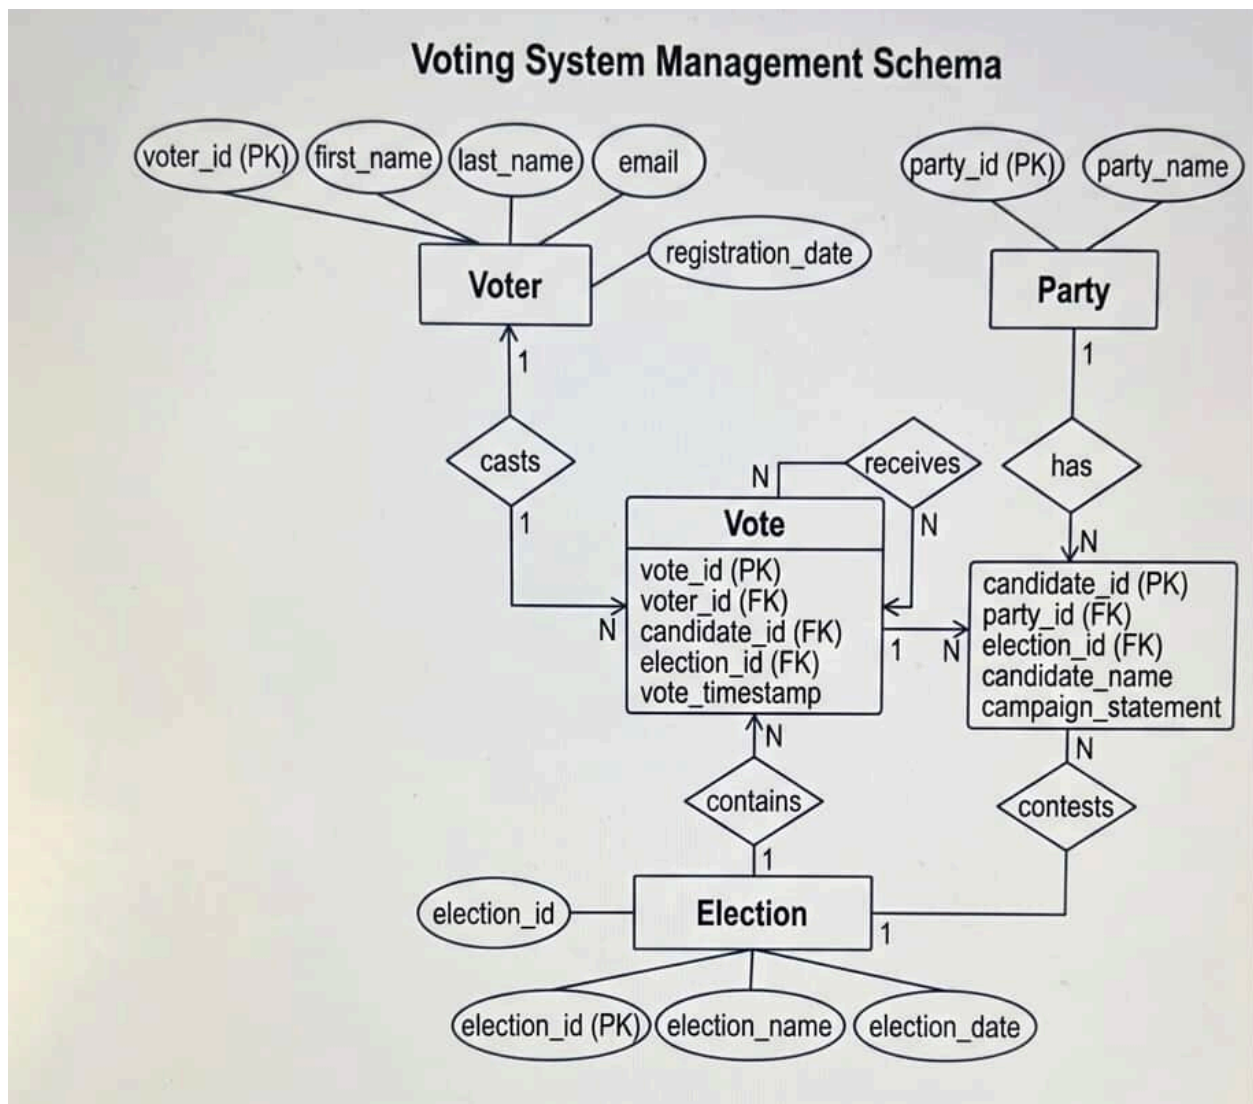 Voting System Management Schema
voter_id (PK)
first_name
last_name
email
party_id (PK)
party_name
registration_date
Voter
Party
1
1
casts
receives
has
N
1
N
N
Vote
vote_id (PK)
voter_id (FK)
candidate_id (FK)
election_id (FK)
vote_timestamp
candidate_id (PK)
party_id (FK)
election_id (FK)
candidate_name
campaign_statement
N
1
N
N
N
contains
contests
1
election_id
Election
1
election_id (PK)
election_name
election_date